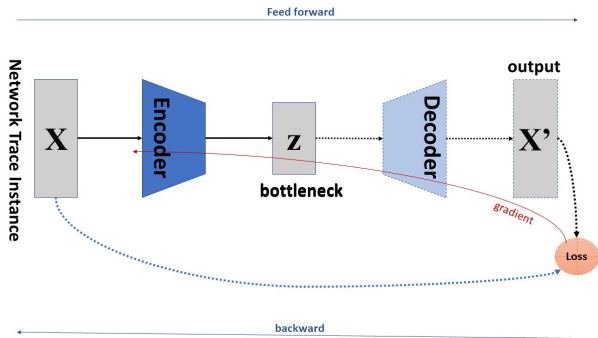 Feed forward
Network Trace Instance
X
Encoder
z
bottleneck
Decoder
output
X’
gradient
Loss
backward